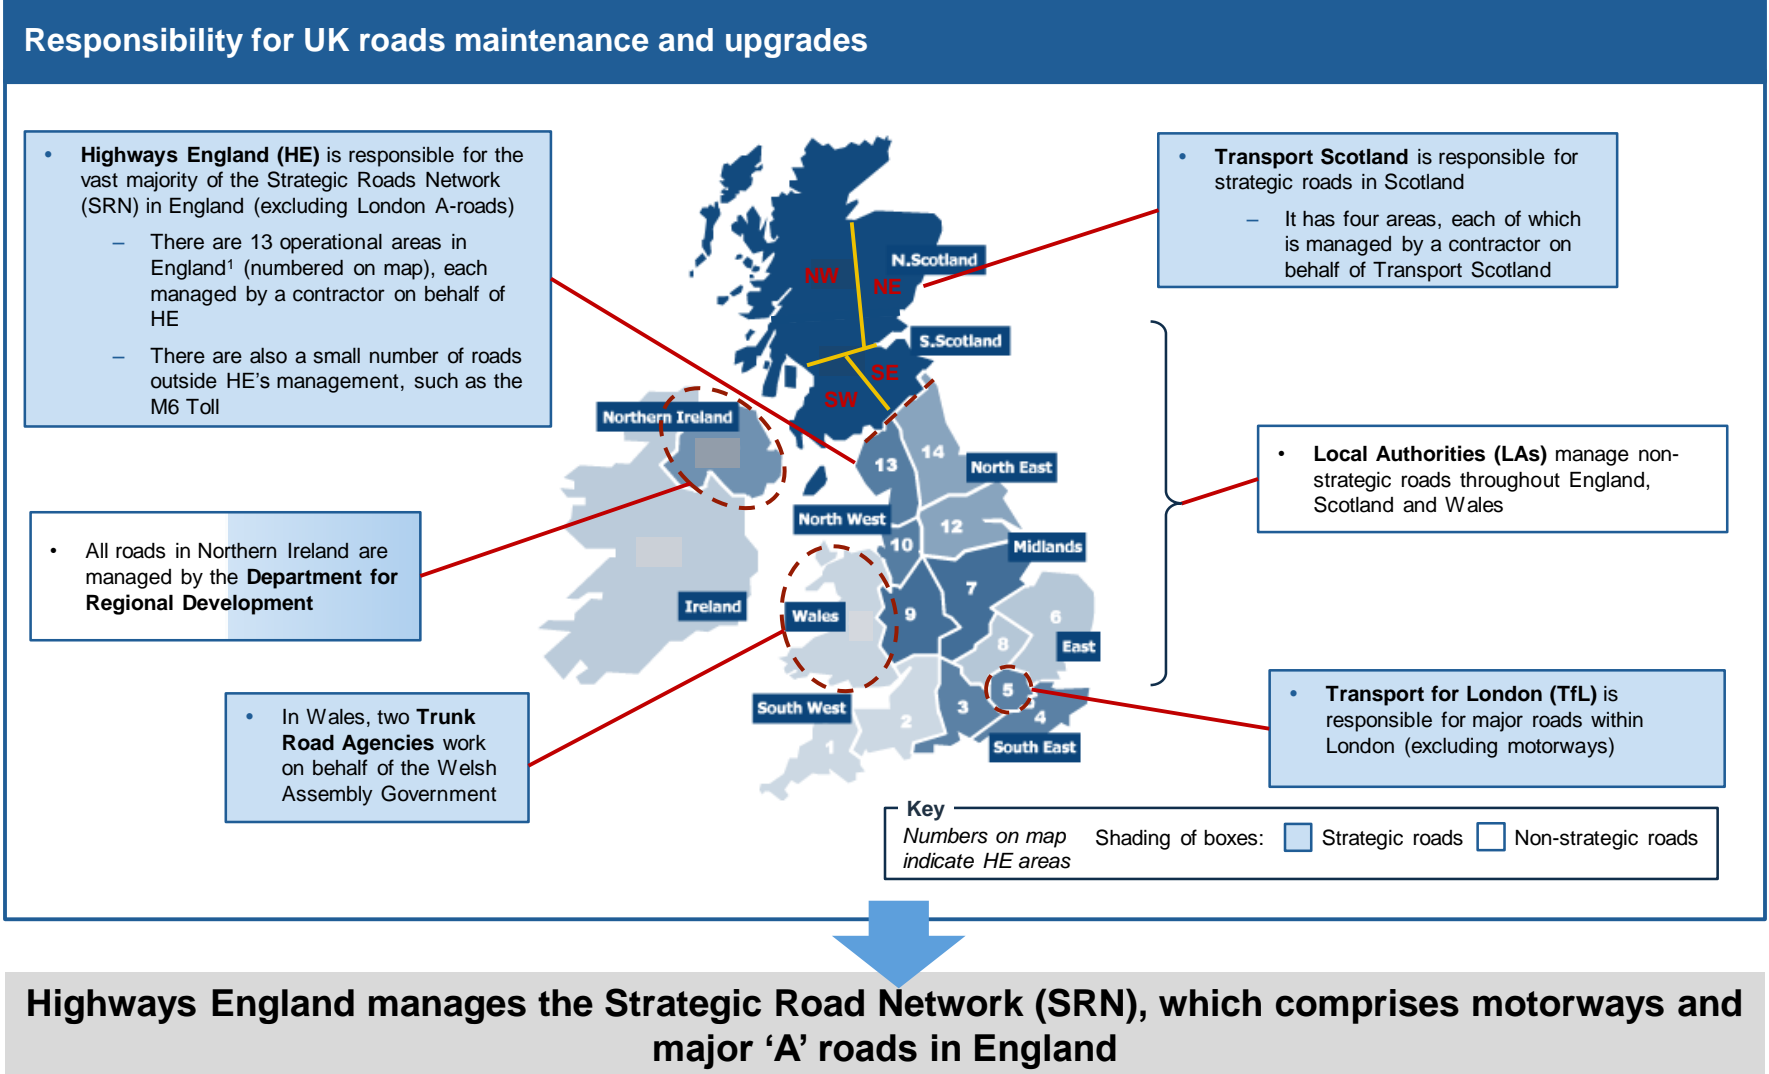 Responsibility for UK roads maintenance and upgrades
• Highways England (HE) is responsible for the
vast majority of the Strategic Roads Network
(SRN) in England (excluding London A-roads)
– There are 13 operational areas in
England¹ (numbered on map), each
managed by a contractor on behalf of
HE
– There are also a small number of roads
outside HE's management, such as the
M6 Toll
• Transport Scotland is responsible for
strategic roads in Scotland
– It has four areas, each of which
is managed by a contractor on
behalf of Transport Scotland
N.Scotland
NW
NE
S.Scotland
SE
SW
Northern Ireland
13
14
North East
North West
12
10
Midlands
7
Ireland
Wales
9
6
8
East
5
South West
3
2
4
1
South East
• Local Authorities (LAs) manage non-
strategic roads throughout England,
Scotland and Wales
• All roads in Northern Ireland are
managed by the Department for
Regional Development
• In Wales, two Trunk
Road Agencies work
on behalf of the Welsh
Assembly Government
• Transport for London (TfL) is
responsible for major roads within
London (excluding motorways)
Key
Numbers on map
indicate HE areas
Shading of boxes: Strategic roads Non-strategic roads
Highways England manages the Strategic Road Network (SRN), which comprises motorways and
major ‘A’ roads in England